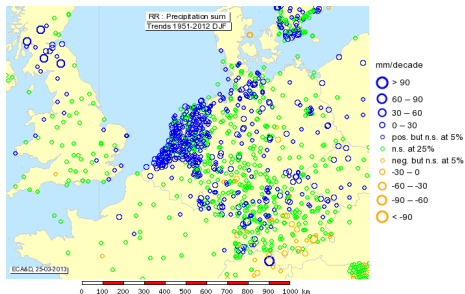 RR : Precipitation sum
Trends 1951-2012 DJF
mm/decade
> 90
60 – 90
30 – 60
0 – 30
pos. but n.s. at 5%
n.s. at 25%
neg. but n.s. at 5%
-30 – 0
-60 – -30
-90 – -60
< -90
ECA&D, 25-03-2013
0 100 200 300 400 500 600 700 800 900 1000 km